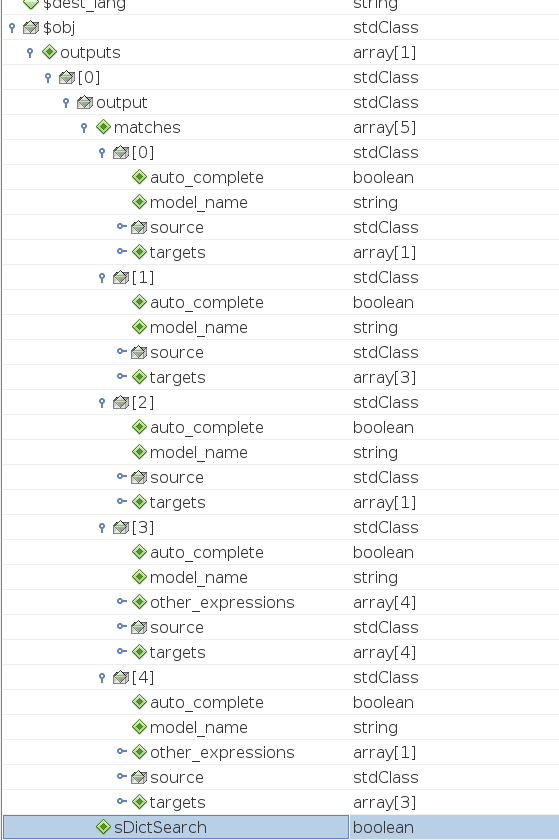 $dest_lang string
$obj stdClass
outputs array[1]
[0] stdClass
output stdClass
matches array[5]
[0] stdClass
auto_complete boolean
model_name string
source stdClass
targets array[1]
[1] stdClass
auto_complete boolean
model_name string
source stdClass
targets array[3]
[2] stdClass
auto_complete boolean
model_name string
source stdClass
targets array[1]
[3] stdClass
auto_complete boolean
model_name string
other_expressions array[4]
source stdClass
targets array[4]
[4] stdClass
auto_complete boolean
model_name string
other_expressions array[1]
source stdClass
targets array[3]
sDictSearch boolean